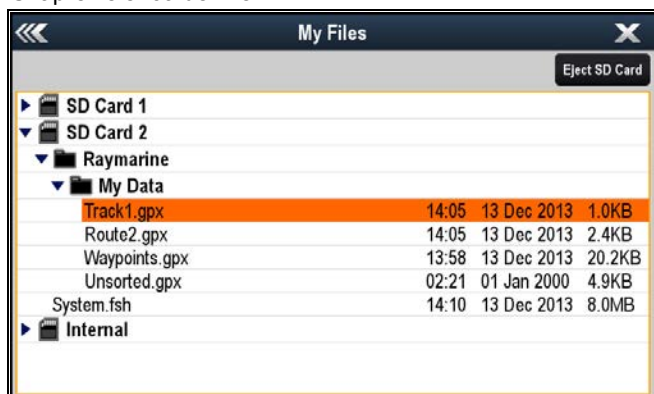 My Files
Eject SD Card
SD Card 1
SD Card 2
Raymarine
My Data
Track1.gpx 14:05 13 Dec 2013 1.0KB
Route2.gpx 14:05 13 Dec 2013 2.4KB
Waypoints.gpx 13:58 13 Dec 2013 20.2KB
Unsorted.gpx 02:21 01 Jan 2000 4.9KB
System.fsh 14:10 13 Dec 2013 8.0MB
Internal